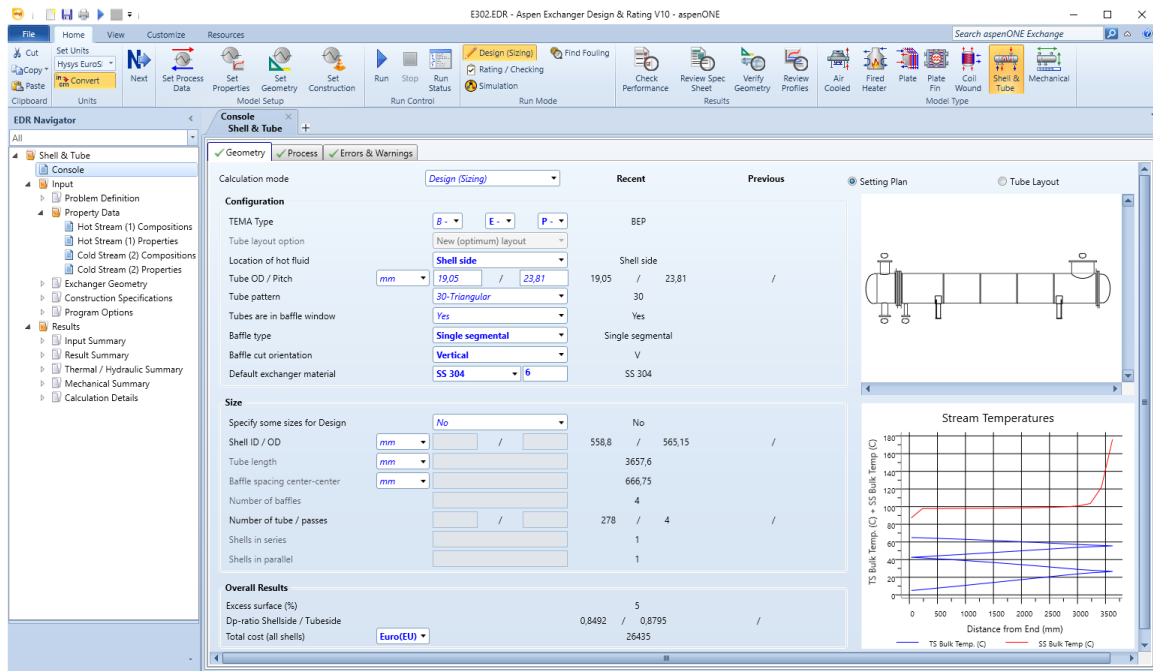 E302.EDR - Aspen Exchanger Design & Rating V10 - aspenONE
File Home View Customize Resources Search aspenONE Exchange
Cut
Copy
Paste
Clipboard
Set Units
Hysys EuroSI
Convert
Units
Next
Set Process Data
Set Properties
Set Geometry
Set Construction
Model Setup
Run
Stop
Run Status
Run Control
Design (Sizing)
Rating / Checking
Simulation
Find Fouling
Run Mode
Check Performance
Review Spec Sheet
Verify Geometry
Review Profiles
Results
Air Cooled
Fired Heater
Plate
Plate Fin
Coil Wound
Shell & Tube
Mechanical
Model Type
EDR Navigator
All
Shell & Tube
Console
Input
Problem Definition
Property Data
Hot Stream (1) Compositions
Hot Stream (1) Properties
Cold Stream (2) Compositions
Cold Stream (2) Properties
Exchanger Geometry
Construction Specifications
Program Options
Results
Input Summary
Result Summary
Thermal / Hydraulic Summary
Mechanical Summary
Calculation Details
Console
Shell & Tube
+
Geometry Process Errors & Warnings
Calculation mode Design (Sizing) Recent Previous
Configuration
TEMA Type B - E - P - BEP
Tube layout option New (optimum) layout
Location of hot fluid Shell side Shell side
Tube OD / Pitch mm 19,05 / 23,81 19,05 / 23,81 /
Tube pattern 30-Triangular 30
Tubes are in baffle window Yes Yes
Baffle type Single segmental Single segmental
Baffle cut orientation Vertical V
Default exchanger material SS 304 6 SS 304
Size
Specify some sizes for Design No No
Shell ID / OD mm / 558,8 / 565,15 /
Tube length mm 3657,6
Baffle spacing center-center mm 666,75
Number of baffles 4
Number of tube / passes / 278 / 4 /
Shells in series 1
Shells in parallel 1
Overall Results
Excess surface (%) 5
Dp-ratio Shellside / Tubeside 0,8492 / 0,8795 /
Total cost (all shells) Euro(EU) 26435
Setting Plan Tube Layout
Stream Temperatures
TS Bulk Temp. (C) + SS Bulk Temp (C)
180
160
140
120
100
80
60
40
20
0
0 500 1000 1500 2000 2500 3000 3500
Distance from End (mm)
TS Bulk Temp. (C) SS Bulk Temp (C)